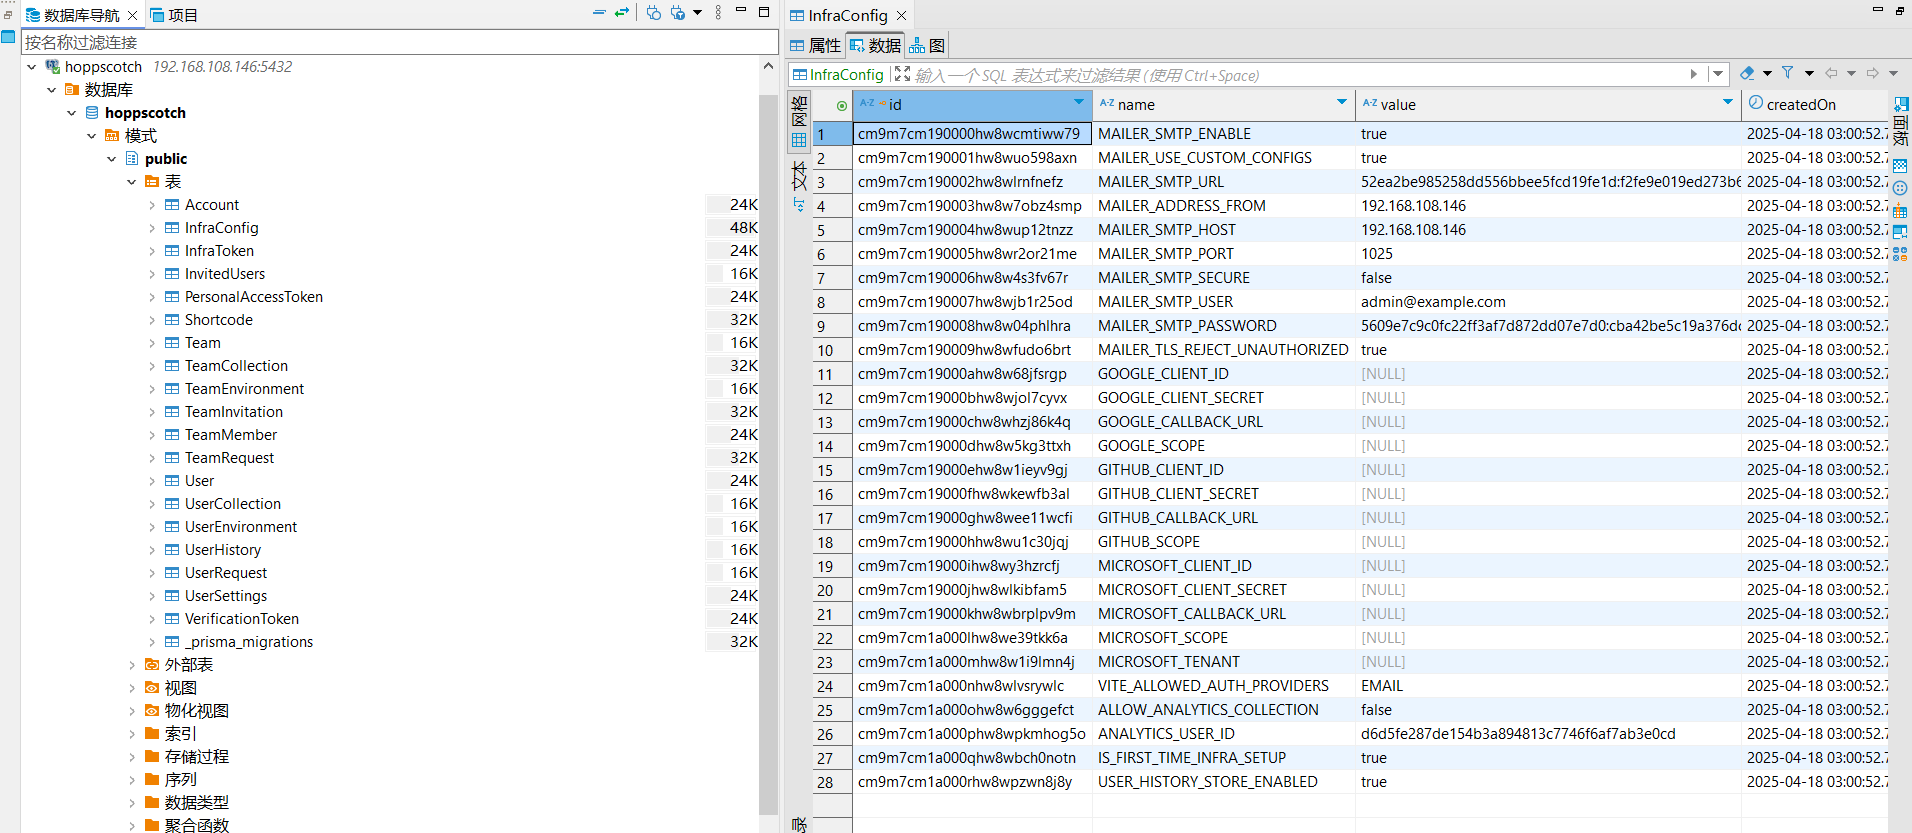 数据库导航
项目
按名称过滤连接
hoppscotch 192.168.108.146:5432
数据库
hoppscotch
模式
public
表
Account 24K
InfraConfig 48K
InfraToken 24K
InvitedUsers 16K
PersonalAccessToken 24K
Shortcode 32K
Team 16K
TeamCollection 32K
TeamEnvironment 16K
TeamInvitation 32K
TeamMember 24K
TeamRequest 32K
User 24K
UserCollection 16K
UserEnvironment 16K
UserHistory 16K
UserRequest 16K
UserSettings 24K
VerificationToken 24K
_prisma_migrations 32K
外部表
视图
物化视图
索引
存储过程
序列
数据类型
聚合函数
InfraConfig
属性 数据 图
InfraConfig 输入一个 SQL 表达式来过滤结果 (使用 Ctrl+Space)
网格
文本
面板
A-Z id A-Z name A-Z value createdOn
1 cm9m7cm190000hw8wcmtiww79 MAILER_SMTP_ENABLE true 2025-04-18 03:00:52.7
2 cm9m7cm190001hw8wuo598axn MAILER_USE_CUSTOM_CONFIGS true 2025-04-18 03:00:52.7
3 cm9m7cm190002hw8wlrnfnefz MAILER_SMTP_URL 52ea2be985258dd556bbee5fcd19fe1d:f2fe9e019ed273b6 2025-04-18 03:00:52.7
4 cm9m7cm190003hw8w7obz4smp MAILER_ADDRESS_FROM 192.168.108.146 2025-04-18 03:00:52.7
5 cm9m7cm190004hw8wup12tnzz MAILER_SMTP_HOST 192.168.108.146 2025-04-18 03:00:52.7
6 cm9m7cm190005hw8wr2or21me MAILER_SMTP_PORT 1025 2025-04-18 03:00:52.7
7 cm9m7cm190006hw8w4s3fv67r MAILER_SMTP_SECURE false 2025-04-18 03:00:52.7
8 cm9m7cm190007hw8wjb1r25od MAILER_SMTP_USER admin@example.com 2025-04-18 03:00:52.7
9 cm9m7cm190008hw8w04phlhra MAILER_SMTP_PASSWORD 5609e7c9c0fc22ff3af7d872dd07e7d0:cba42be5c19a376dc 2025-04-18 03:00:52.7
10 cm9m7cm190009hw8wfudo6brt MAILER_TLS_REJECT_UNAUTHORIZED true 2025-04-18 03:00:52.7
11 cm9m7cm19000ahw8w68jfsrgp GOOGLE_CLIENT_ID [NULL] 2025-04-18 03:00:52.7
12 cm9m7cm19000bhw8wjol7cyvx GOOGLE_CLIENT_SECRET [NULL] 2025-04-18 03:00:52.7
13 cm9m7cm19000chw8whzj86k4q GOOGLE_CALLBACK_URL [NULL] 2025-04-18 03:00:52.7
14 cm9m7cm19000dhw8w5kg3ttxh GOOGLE_SCOPE [NULL] 2025-04-18 03:00:52.7
15 cm9m7cm19000ehw8w1ieyv9gj GITHUB_CLIENT_ID [NULL] 2025-04-18 03:00:52.7
16 cm9m7cm19000fhw8wkewfb3al GITHUB_CLIENT_SECRET [NULL] 2025-04-18 03:00:52.7
17 cm9m7cm19000ghw8wee11wcfi GITHUB_CALLBACK_URL [NULL] 2025-04-18 03:00:52.7
18 cm9m7cm19000hhw8wu1c30jqj GITHUB_SCOPE [NULL] 2025-04-18 03:00:52.7
19 cm9m7cm19000ihw8wy3hzrcfj MICROSOFT_CLIENT_ID [NULL] 2025-04-18 03:00:52.7
20 cm9m7cm19000jhw8wlkibfam5 MICROSOFT_CLIENT_SECRET [NULL] 2025-04-18 03:00:52.7
21 cm9m7cm19000khw8wbrplpv9m MICROSOFT_CALLBACK_URL [NULL] 2025-04-18 03:00:52.7
22 cm9m7cm1a000lhw8we39tkk6a MICROSOFT_SCOPE [NULL] 2025-04-18 03:00:52.7
23 cm9m7cm1a000mhw8w1i9lmn4j MICROSOFT_TENANT [NULL] 2025-04-18 03:00:52.7
24 cm9m7cm1a000nhw8wlvsrywlc VITE_ALLOWED_AUTH_PROVIDERS EMAIL 2025-04-18 03:00:52.7
25 cm9m7cm1a000ohw8w6gggefct ALLOW_ANALYTICS_COLLECTION false 2025-04-18 03:00:52.7
26 cm9m7cm1a000phw8wpkmhog5o ANALYTICS_USER_ID d6d5fe287de154b3a894813c7746f6af7ab3e0cd 2025-04-18 03:00:52.7
27 cm9m7cm1a000qhw8wbch0notn IS_FIRST_TIME_INFRA_SETUP true 2025-04-18 03:00:52.7
28 cm9m7cm1a000rhw8wpzwn8j8y USER_HISTORY_STORE_ENABLED true 2025-04-18 03:00:52.7